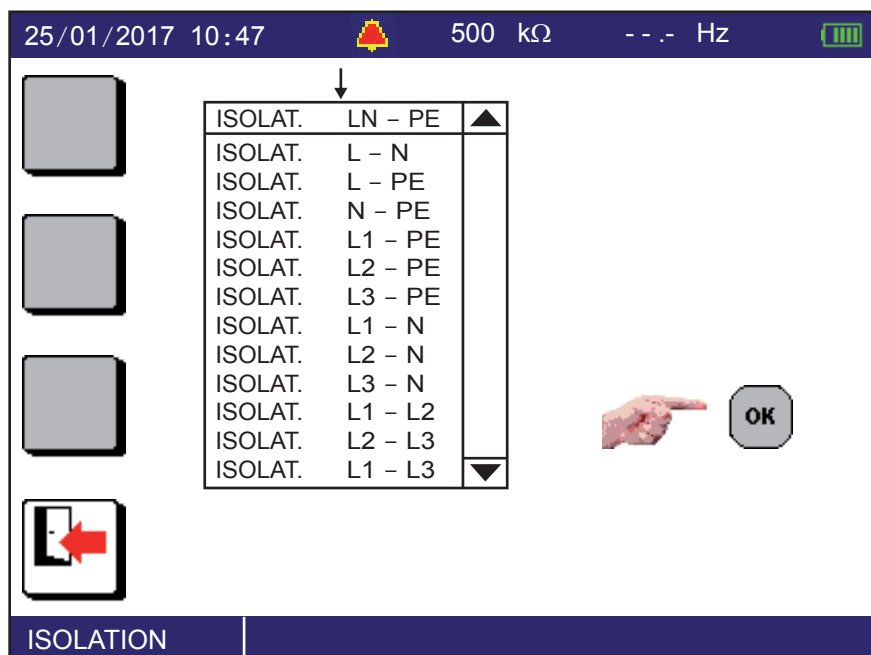 25/01/2017 10:47 500 kΩ - - .- Hz
ISOLAT. LN – PE
ISOLAT. L – N
ISOLAT. L – PE
ISOLAT. N – PE
ISOLAT. L1 – PE
ISOLAT. L2 – PE
ISOLAT. L3 – PE
ISOLAT. L1 – N
ISOLAT. L2 – N
ISOLAT. L3 – N
ISOLAT. L1 – L2
ISOLAT. L2 – L3
ISOLAT. L1 – L3
OK
ISOLATION